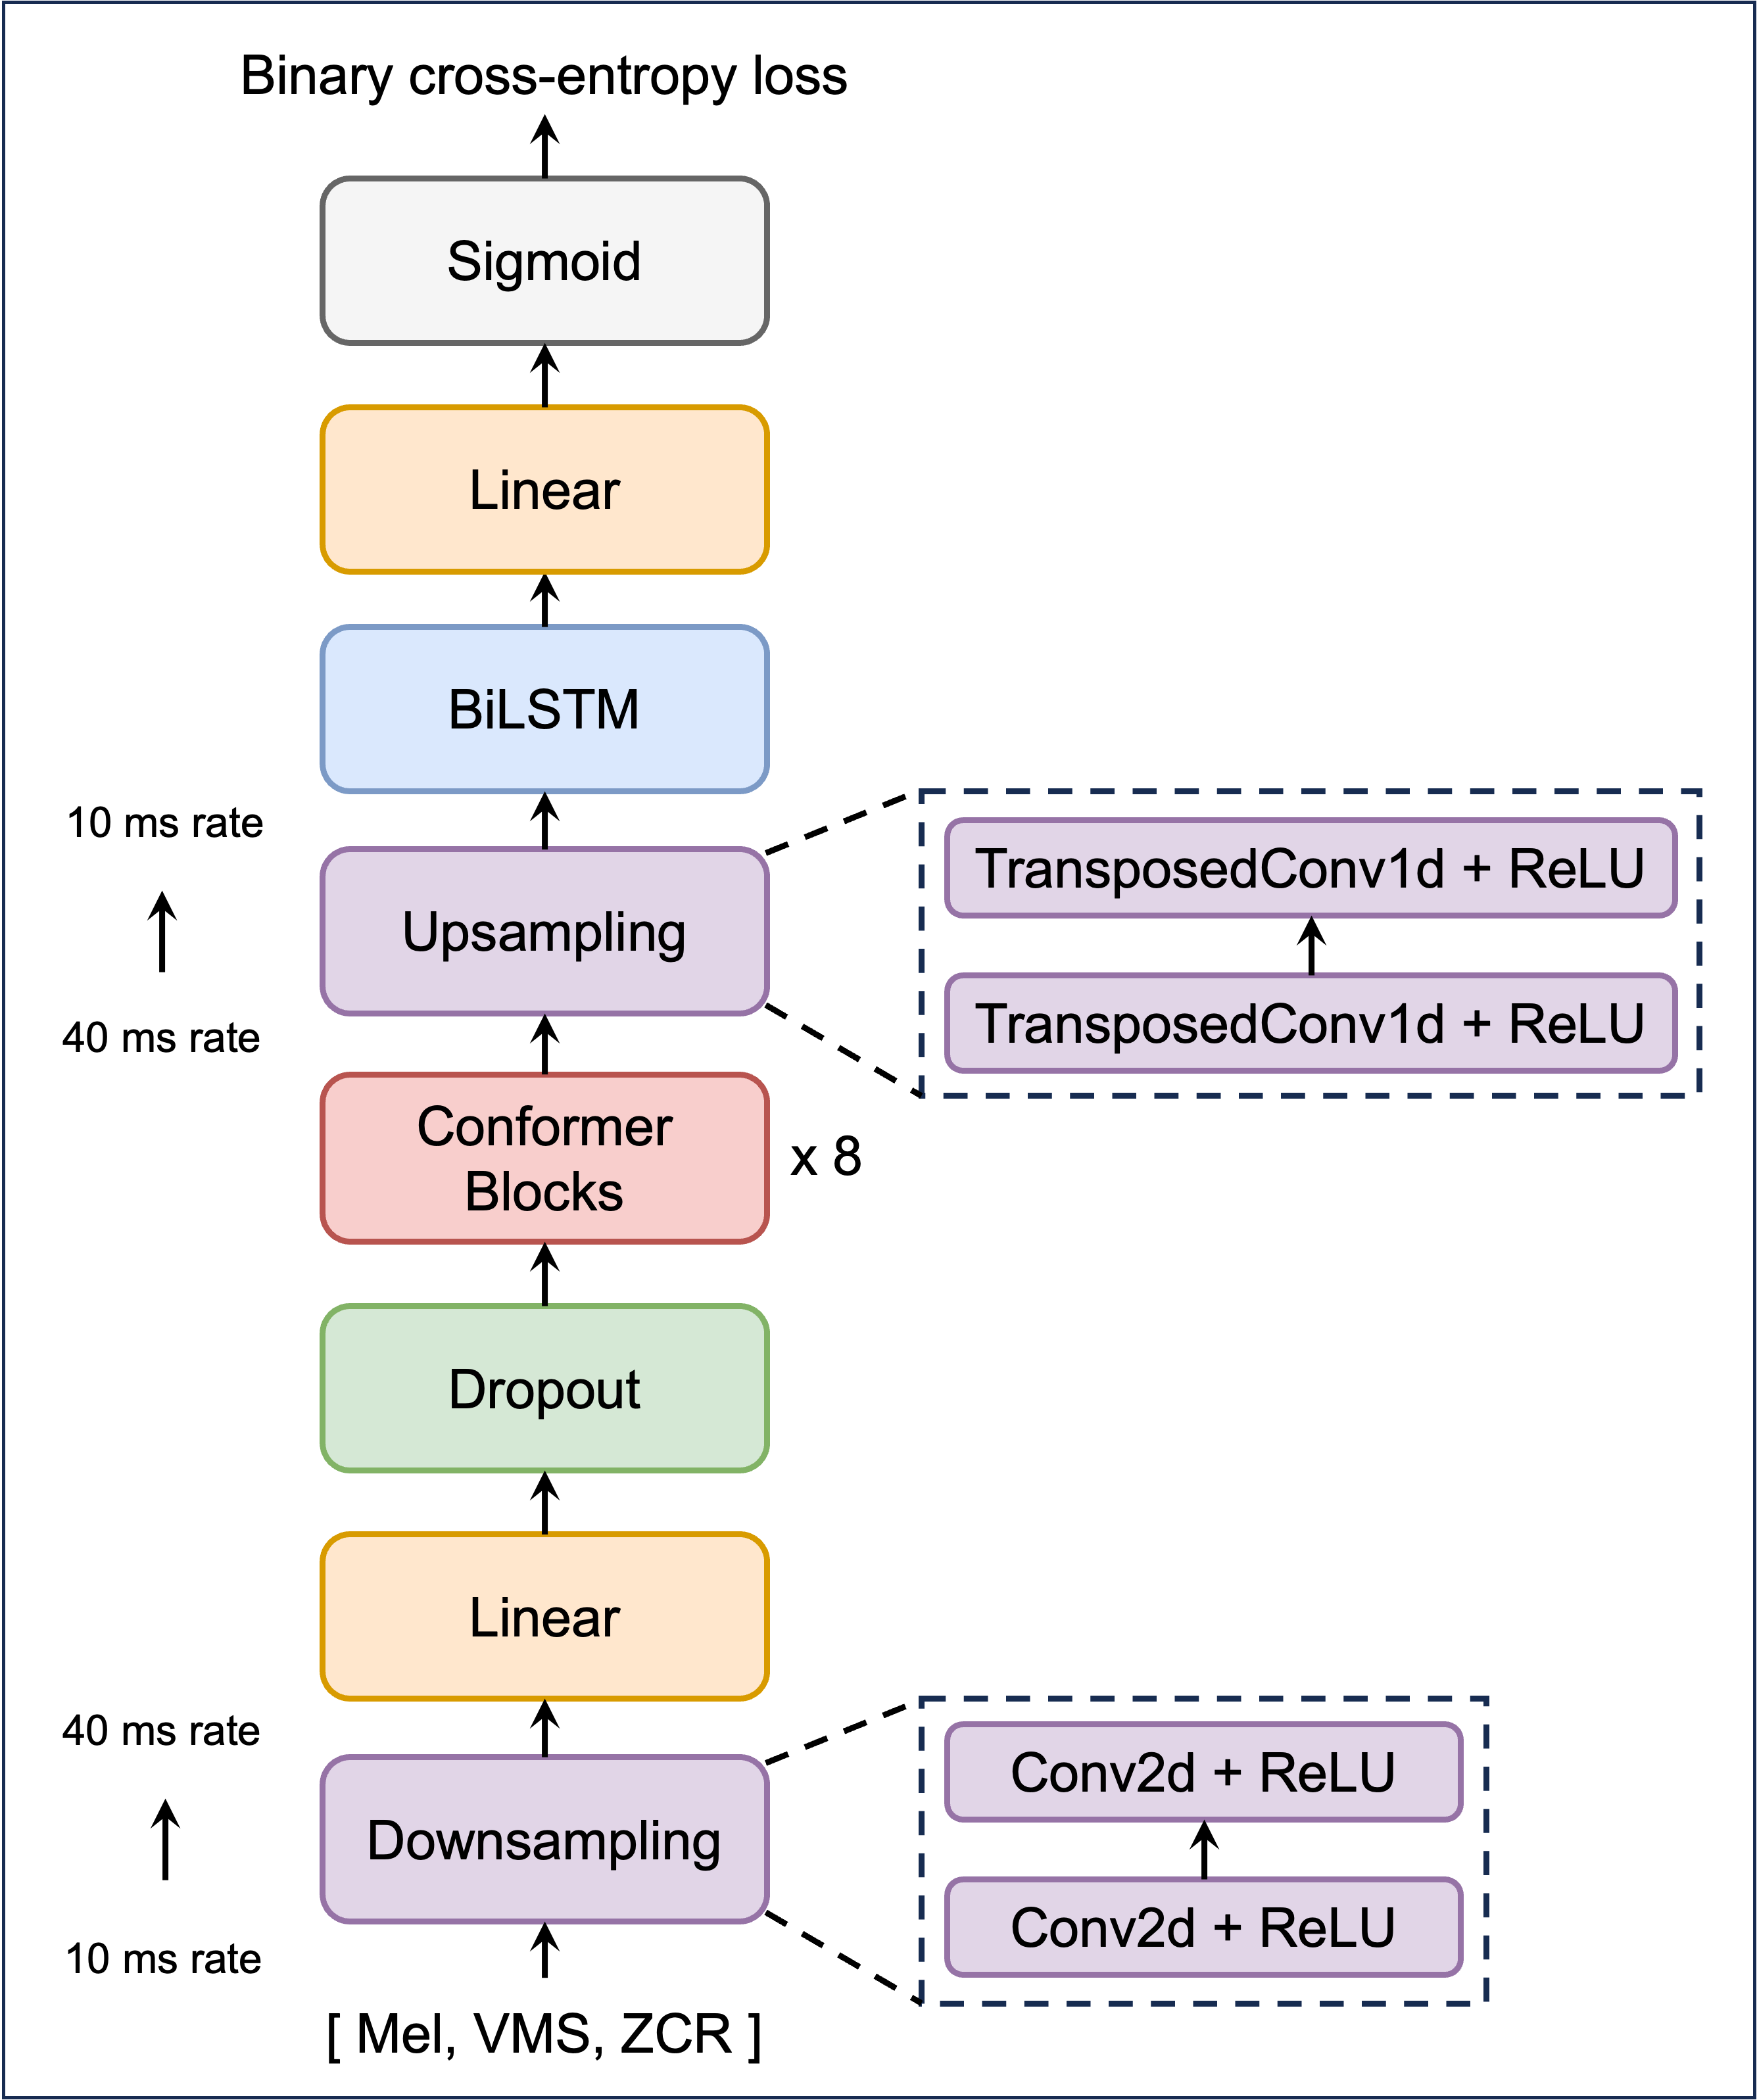 Binary cross-entropy loss
Sigmoid
Linear
BiLSTM
10 ms rate
Upsampling
40 ms rate
TransposedConv1d + ReLU
TransposedConv1d + ReLU
Conformer
Blocks
x 8
Dropout
Linear
40 ms rate
Downsampling
10 ms rate
Conv2d + ReLU
Conv2d + ReLU
[ Mel, VMS, ZCR ]